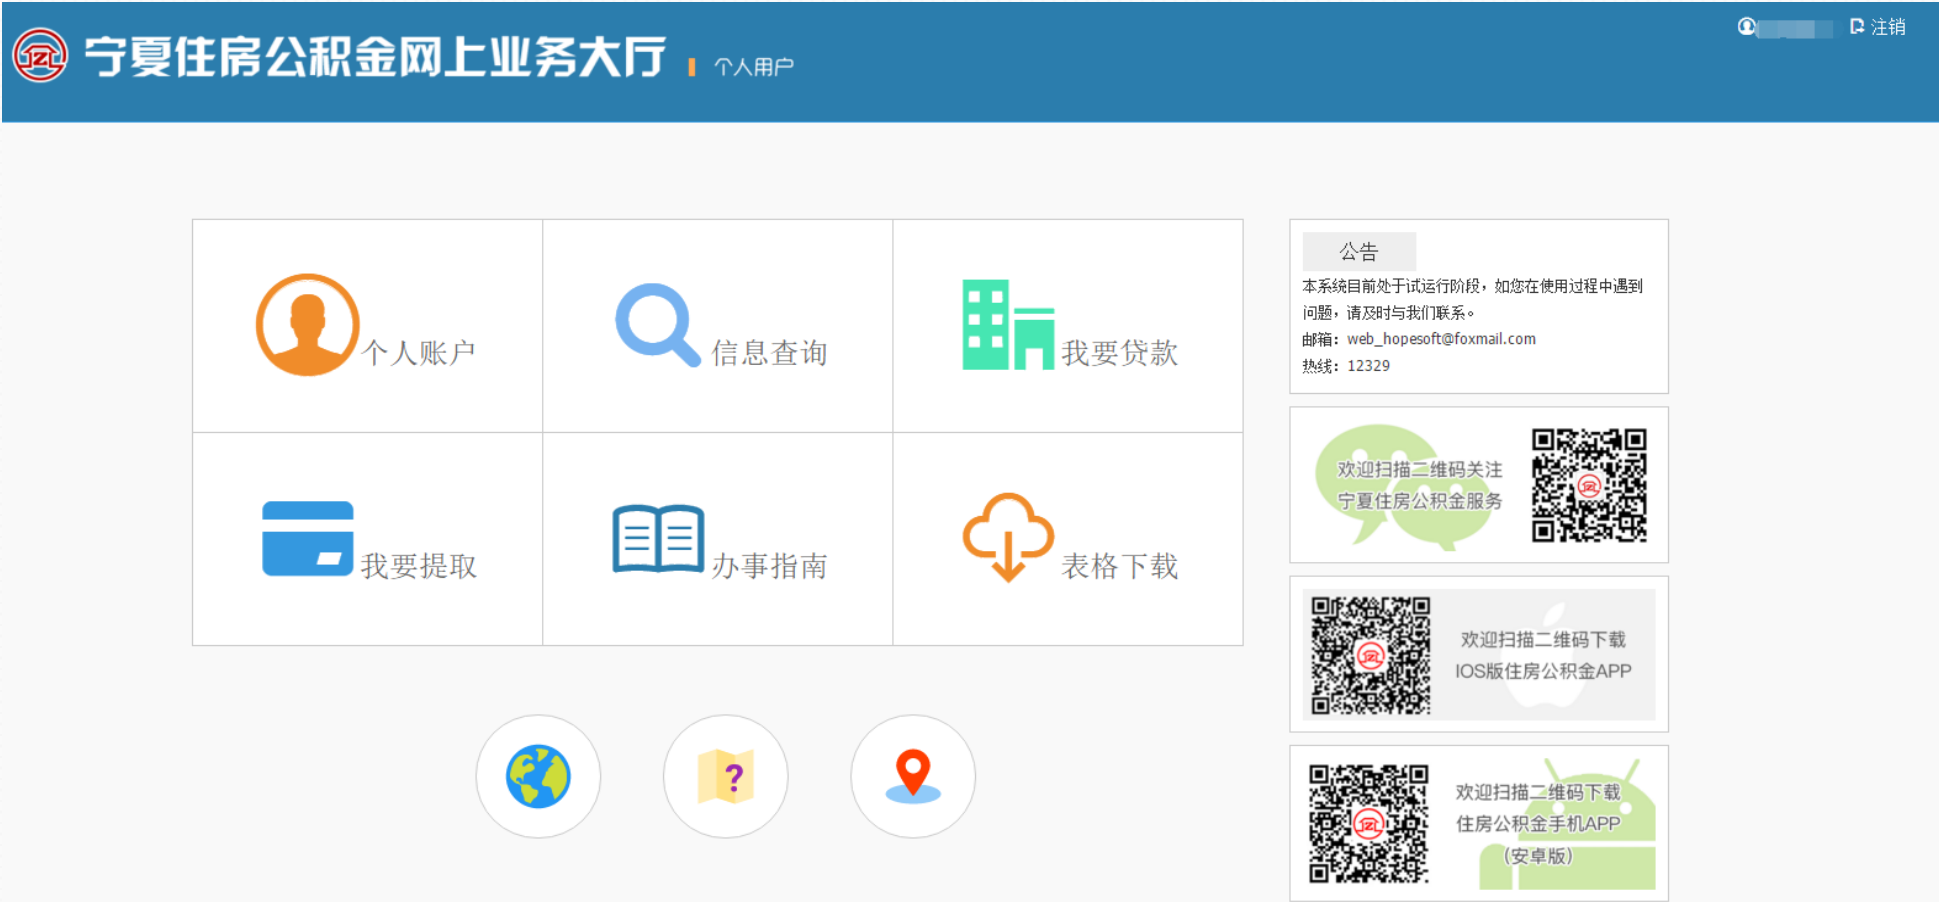 宁夏住房公积金网上业务大厅
个人用户
注销
个人账户
信息查询
我要贷款
我要提取
办事指南
表格下载
公告
本系统目前处于试运行阶段，如您在使用过程中遇到
问题，请及时与我们联系。
邮箱：web_hopesoft@foxmail.com
热线：12329
欢迎扫描二维码关注
宁夏住房公积金服务
欢迎扫描二维码下载
IOS版住房公积金APP
欢迎扫描二维码下载
住房公积金手机APP
(安卓版)